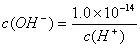 c(OH⁻) = 1.0×10⁻¹⁴ / c(H⁺)